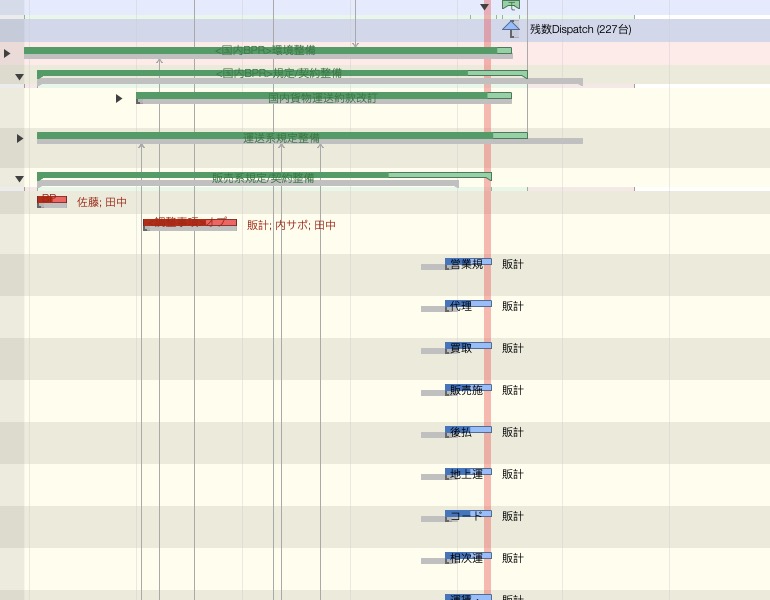 残数Dispatch (227台)
<国内BPR>環境整備
<国内BPR>規定/契約整備
国内貨物運送約款改訂
運送系規定整備
販売系規定/契約整備
佐藤; 田中
販計; 内サポ; 田中
営業規 販計
代理 販計
買取 販計
販売施 販計
後払 販計
地上運 販計
コード 販計
相次運 販計
販計